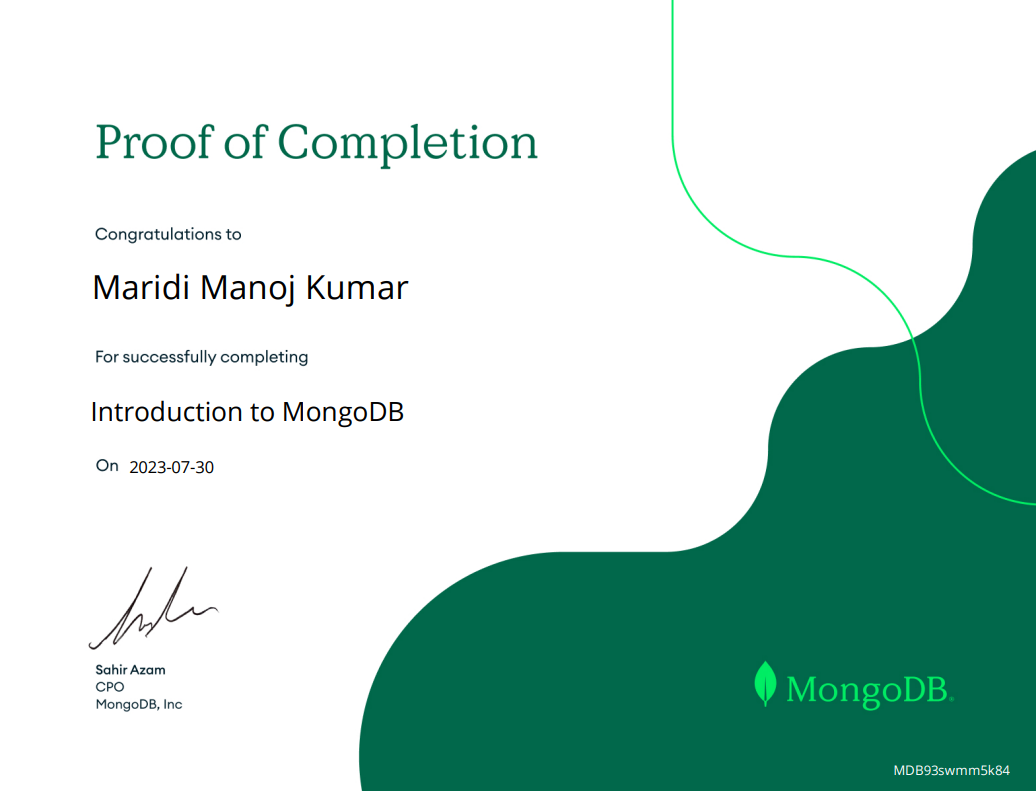 Proof of Completion
Congratulations to
Maridi Manoj Kumar
For successfully completing
Introduction to MongoDB
On 2023-07-30
Sahir Azam
CPO
MongoDB, Inc
MongoDB®
MDB93swmm5k84